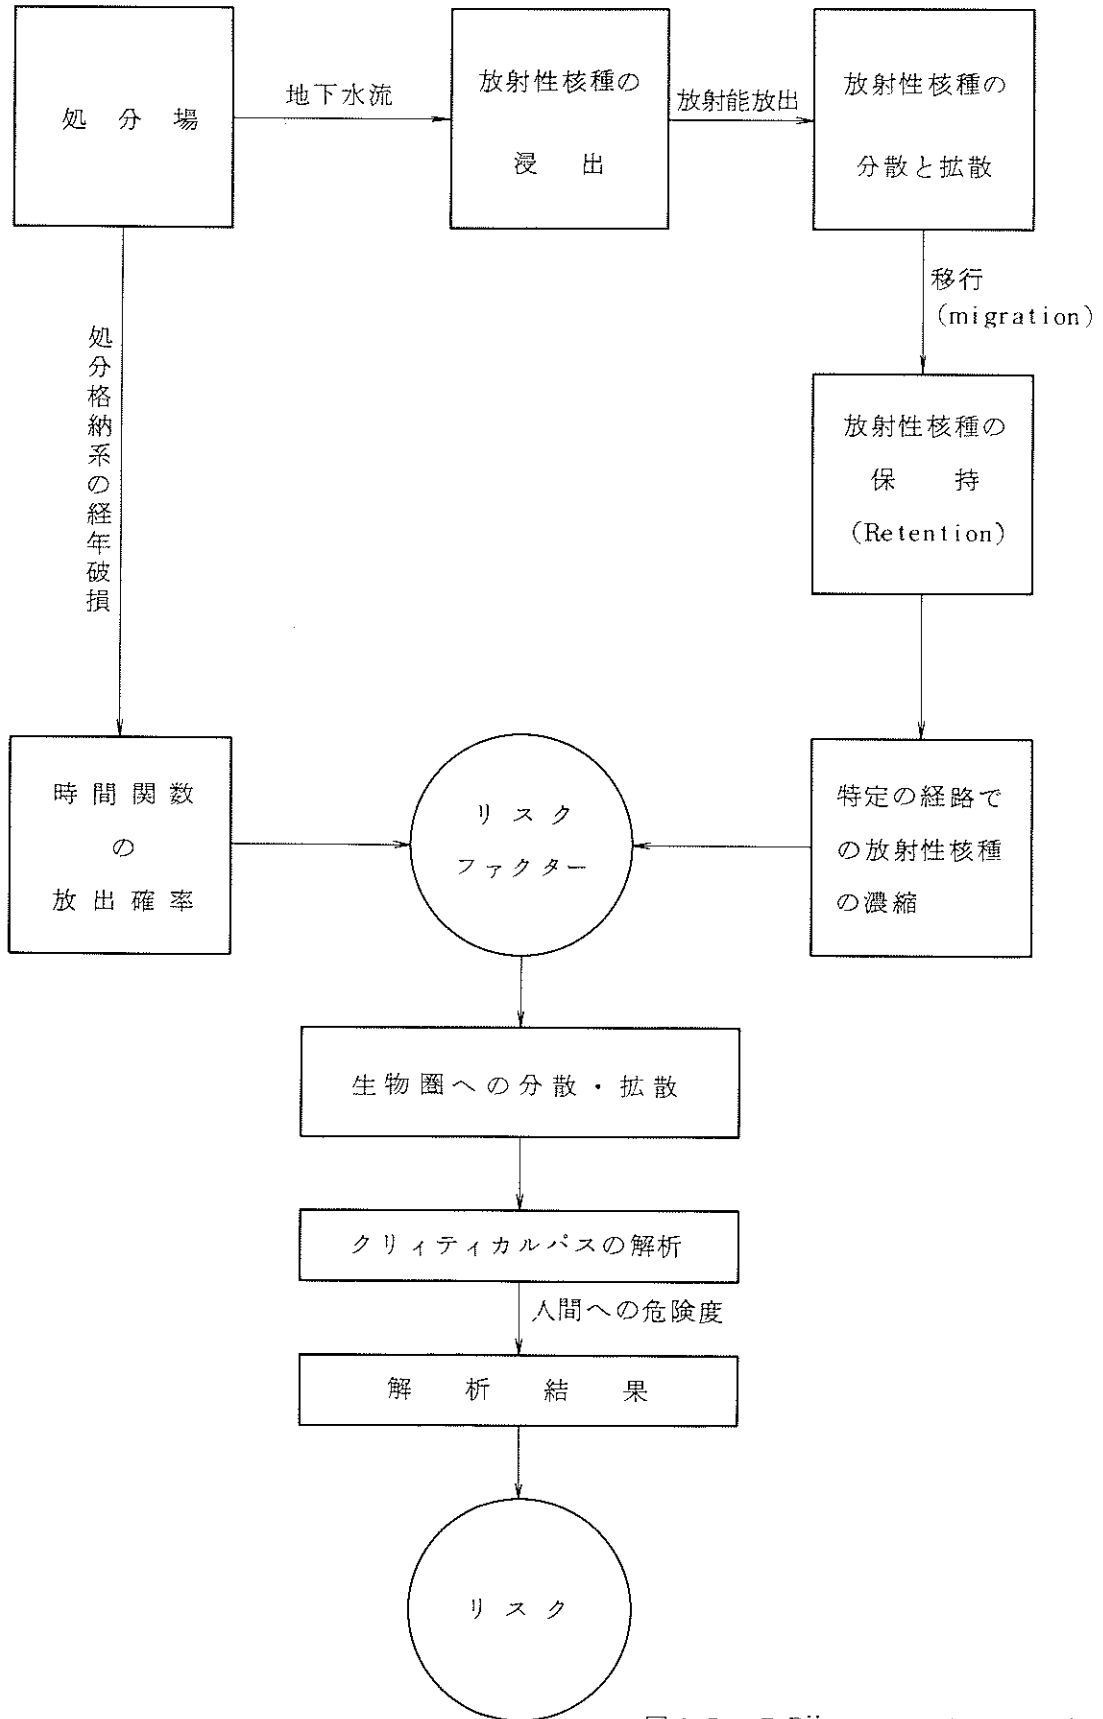 処分場
地下水流
放射性核種の
浸出
放射能放出
放射性核種の
分散と拡散
移行
(migration)
処分格納系の経年破損
放射性核種の
保持
(Retention)
時間関数
の
放出確率
リスク
ファクター
特定の経路で
の放射性核種
の濃縮
生物圏への分散・拡散
クリィティカルパスの解析
人間への危険度
解析結果
リスク